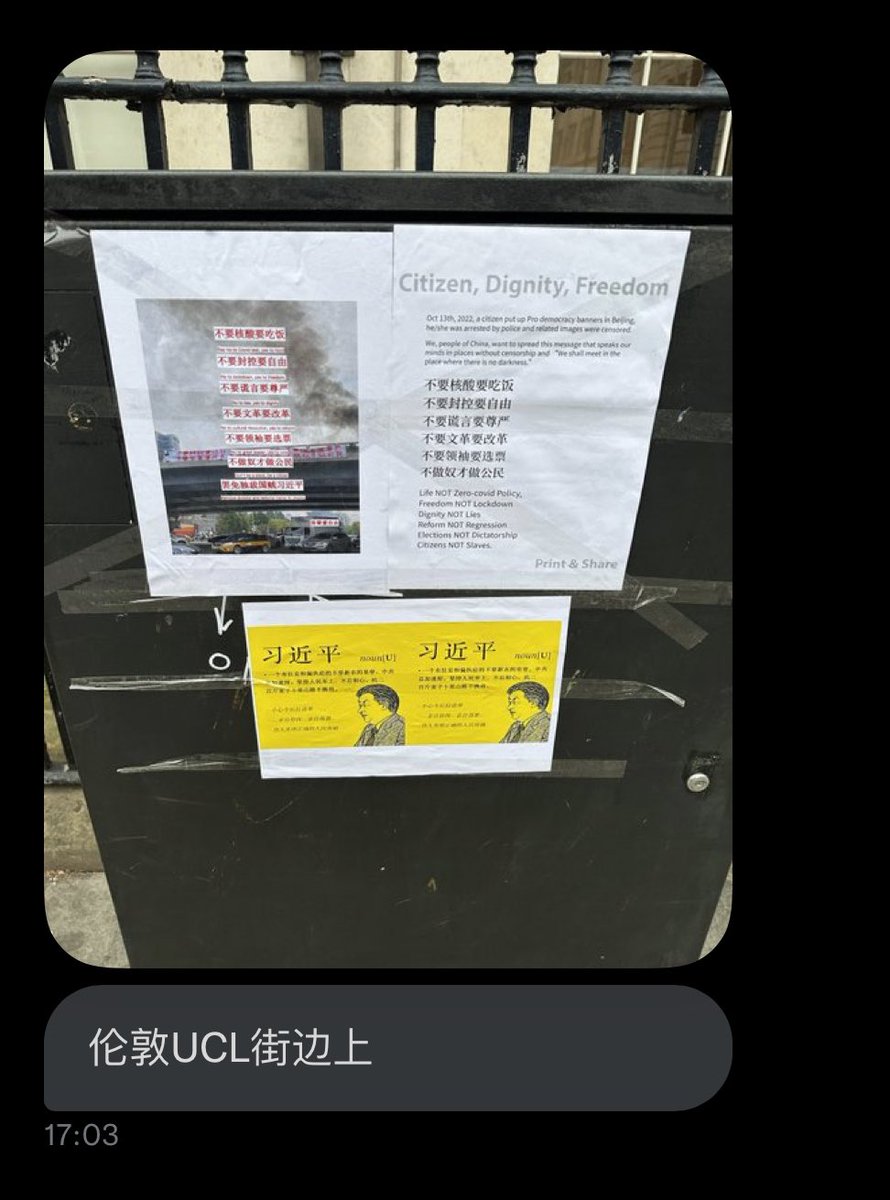 不要核酸要吃饭
不要封控要自由
不要谎言要尊严
不要文革要改革
不要领袖要选票
不做奴才做公民
罢免独裁国贼习近平
Citizen, Dignity, Freedom
Oct 13th, 2022, a citizen put up Pro democracy banners in Beijing,
he/she was arrested by police and related images were censored.
We, people of China, want to spread this message that speaks our
minds in places without censorship and "We shall meet in the
place where there is no darkness."
不要核酸要吃饭
不要封控要自由
不要谎言要尊严
不要文革要改革
不要领袖要选票
不做奴才做公民
Life NOT Zero-covid Policy,
Freedom NOT Lockdown
Dignity NOT Lies
Reform NOT Regression
Elections NOT Dictatorship
Citizens NOT Slaves.
Print & Share
习近平 noun[U]
习近平 noun[U]
伦敦UCL街边上
17:03